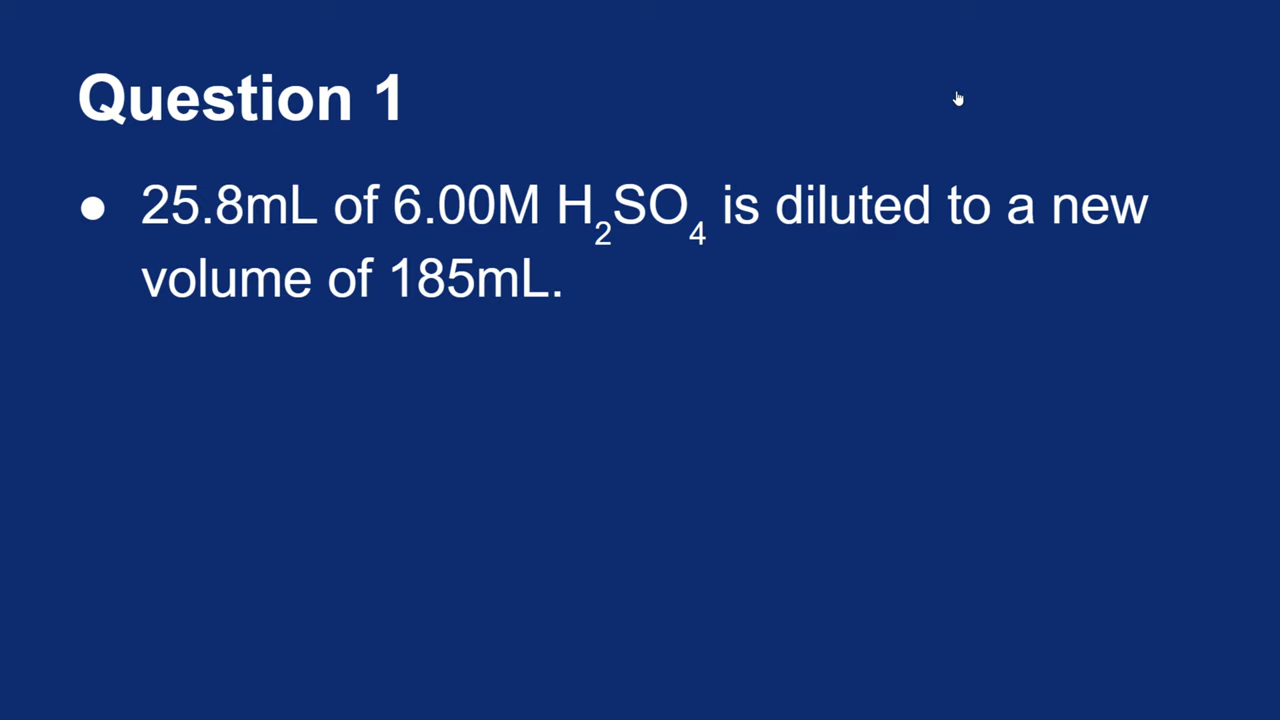 Question 1
● 25.8mL of 6.00M H₂SO₄ is diluted to a new
volume of 185mL.